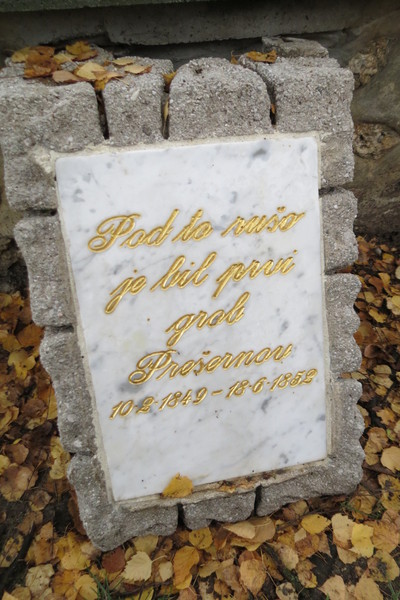 Pod to rušo
je bil prvi
grob
Prešernov
10·2·1849 - 18·6·1852